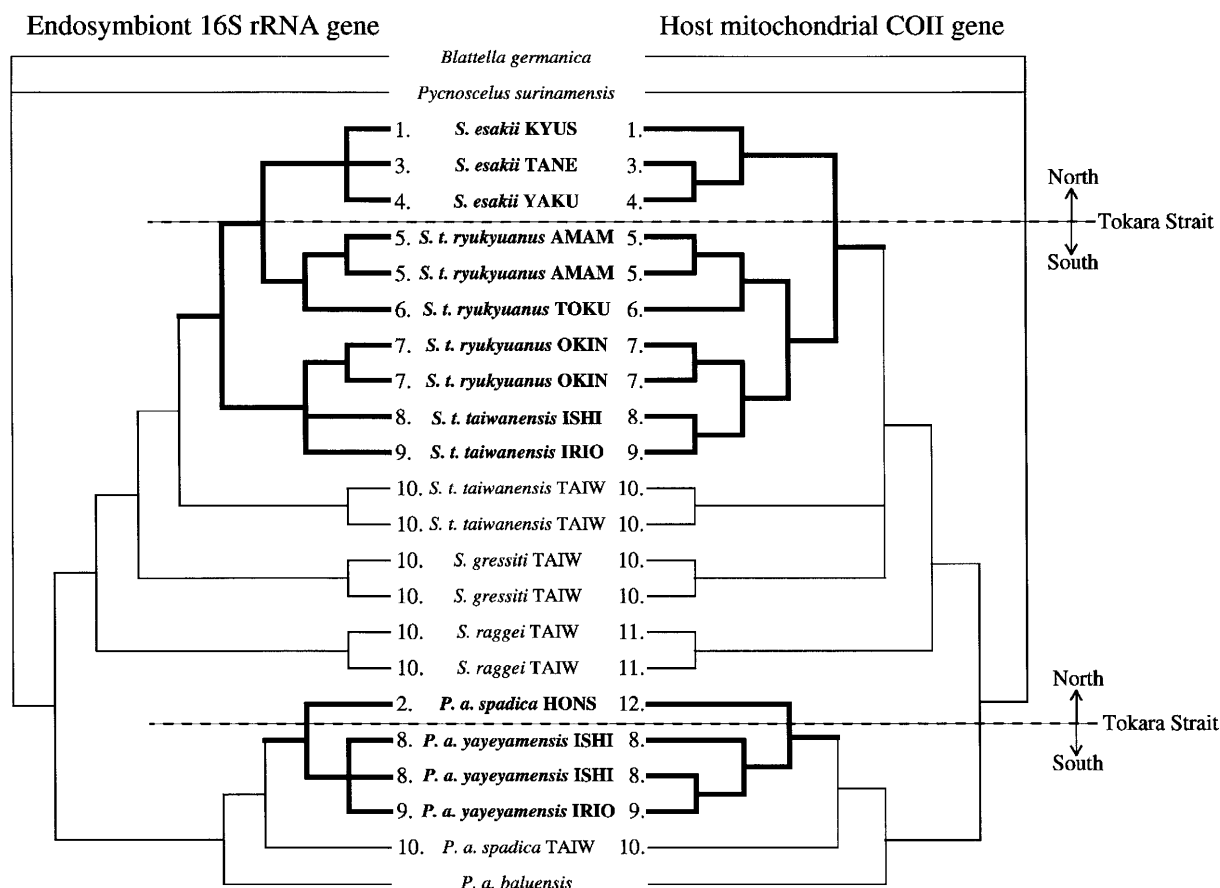 Endosymbiont 16S rRNA gene Host mitochondrial COII gene
Blattella germanica
Pycnoscelus surinamensis
1. S. esakii KYUS 1.
3. S. esakii TANE 3.
North
4. S. esakii YAKU 4.
Tokara Strait
5. S. t. ryukyuanus AMAM 5.
South
5. S. t. ryukyuanus AMAM 5.
6. S. t. ryukyuanus TOKU 6.
7. S. t. ryukyuanus OKIN 7.
7. S. t. ryukyuanus OKIN 7.
8. S. t. taiwanensis ISHI 8.
9. S. t. taiwanensis IRIO 9.
10. S. t. taiwanensis TAIW 10.
10. S. t. taiwanensis TAIW 10.
10. S. gressiti TAIW 10.
10. S. gressiti TAIW 10.
10. S. raggei TAIW 11.
10. S. raggei TAIW 11.
North
2. P. a. spadica HONS 12.
Tokara Strait
8. P. a. yayeyamensis ISHI 8.
South
8. P. a. yayeyamensis ISHI 8.
9. P. a. yayeyamensis IRIO 9.
10. P. a. spadica TAIW 10.
P. a. baluensis